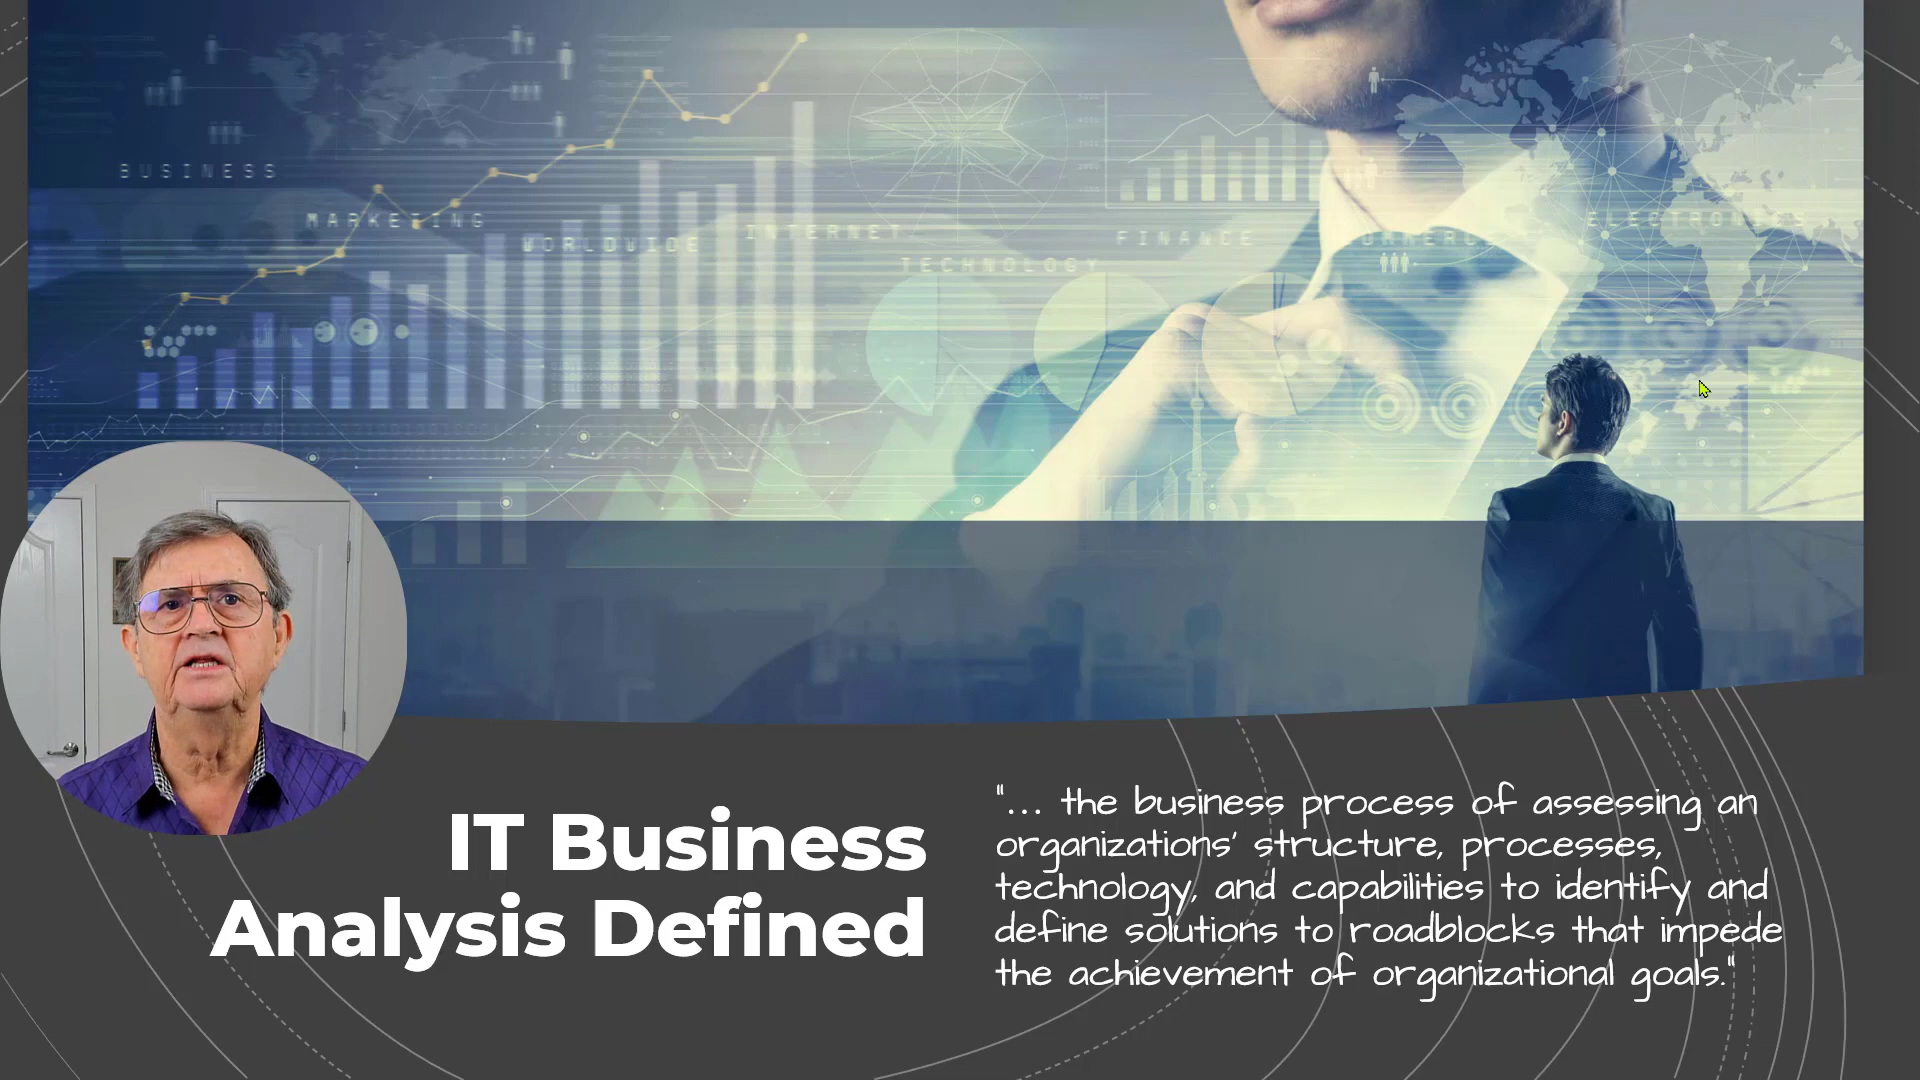 BUSINESS
MARKETING
WORLDWIDE
INTERNET
TECHNOLOGY
FINANCE
ELECTRONICS
IT Business
Analysis Defined
"... the business process of assessing an
organizations' structure, processes,
technology, and capabilities to identify and
define solutions to roadblocks that impede
the achievement of organizational goals."